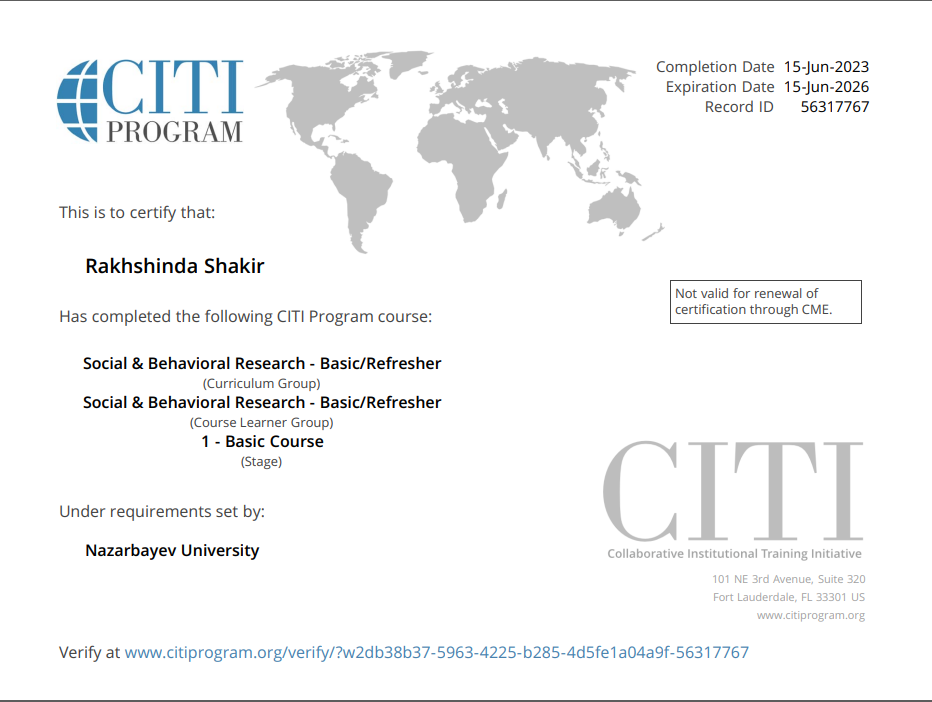 CITI
PROGRAM
Completion Date 15-Jun-2023
Expiration Date 15-Jun-2026
Record ID 56317767
This is to certify that:
Rakhshinda Shakir
Not valid for renewal of
certification through CME.
Has completed the following CITI Program course:
Social & Behavioral Research - Basic/Refresher
(Curriculum Group)
Social & Behavioral Research - Basic/Refresher
(Course Learner Group)
1 - Basic Course
(Stage)
Under requirements set by:
Nazarbayev University
CITI
Collaborative Institutional Training Initiative
101 NE 3rd Avenue, Suite 320
Fort Lauderdale, FL 33301 US
www.citiprogram.org
Verify at www.citiprogram.org/verify/?w2db38b37-5963-4225-b285-4d5fe1a04a9f-56317767